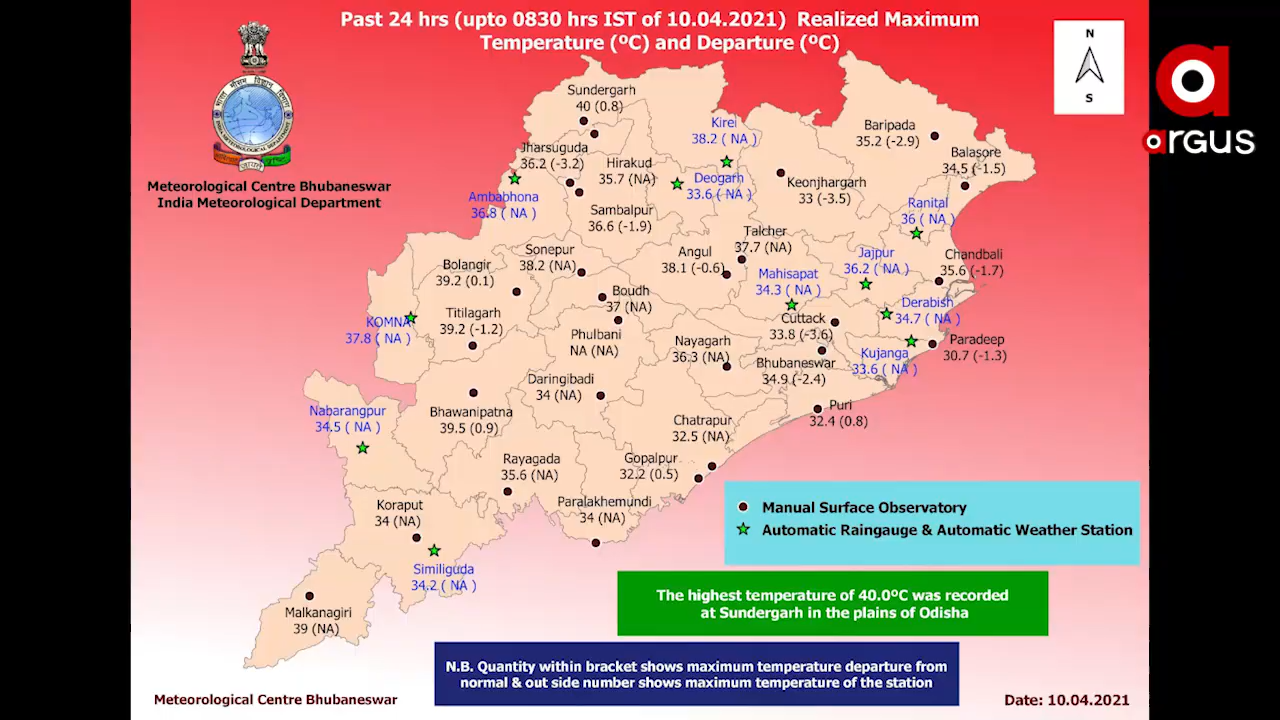 Past 24 hrs (upto 0830 hrs IST of 10.04.2021)  Realized Maximum
Temperature (ºC) and Departure (ºC)
N
S
argus
Meteorological Centre Bhubaneswar
India Meteorological Department
Sundergarh
40 (0.8)
Kirei
38.2 ( NA )
Baripada
35.2 (-2.9)
Jharsuguda
36.2 (-3.2)
Hirakud
35.7 (NA)
Balasore
34.5 (-1.5)
Deogarh
33.6 ( NA )
Keonjhargarh
33 (-3.5)
Ambabhona
36.8 ( NA )
Sambalpur
36.6 (-1.9)
Ranital
36 ( NA )
Talcher
37.7 (NA)
Sonepur
38.2 (NA)
Angul
38.1 (-0.6)
Jajpur
36.2 ( NA )
Chandbali
35.6 (-1.7)
Bolangir
39.2 (0.1)
Mahisapat
34.3 ( NA )
Boudh
37 (NA)
Derabish
34.7 ( NA )
Titilagarh
39.2 (-1.2)
KOMNA
37.8 ( NA )
Cuttack
33.8 (-3.6)
Phulbani
NA (NA)
Nayagarh
36.3 (NA)
Paradeep
30.7 (-1.3)
Kujanga
33.6 ( NA )
Bhubaneswar
34.9 (-2.4)
Daringibadi
34 (NA)
Puri
32.4 (0.8)
Nabarangpur
34.5 ( NA )
Bhawanipatna
39.5 (0.9)
Chatrapur
32.5 (NA)
Rayagada
35.6 (NA)
Gopalpur
32.2 (0.5)
Koraput
34 (NA)
Paralakhemundi
34 (NA)
Similiguda
34.2 ( NA )
Malkanagiri
39 (NA)
Manual Surface Observatory
Automatic Raingauge & Automatic Weather Station
The highest temperature of 40.0ºC was recorded
at Sundergarh in the plains of Odisha
N.B. Quantity within bracket shows maximum temperature departure from
normal & out side number shows maximum temperature of the station
Meteorological Centre Bhubaneswar
Date: 10.04.2021